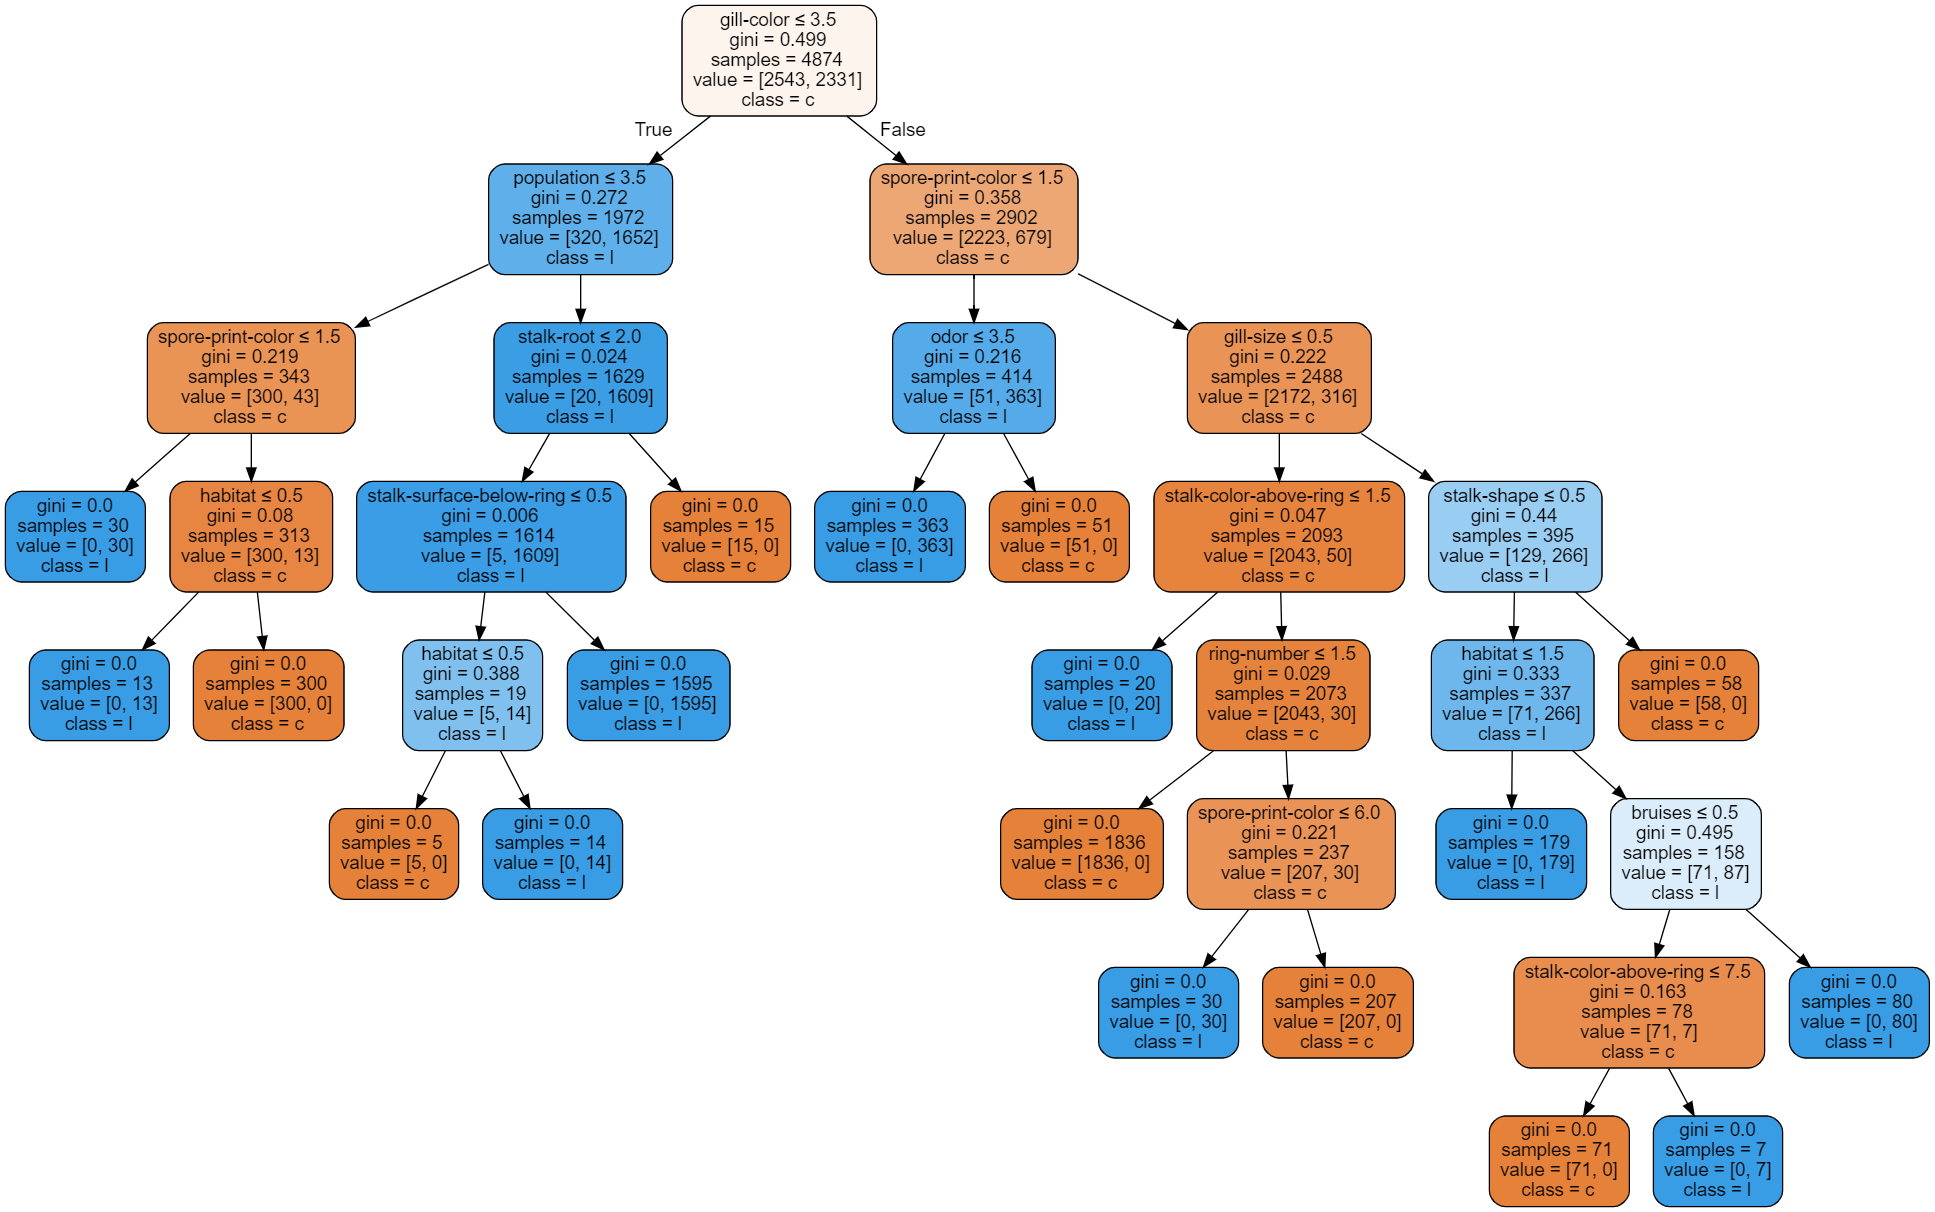 gill-color ≤ 3.5
gini = 0.499
samples = 4874
value = [2543, 2331]
class = c
True
False
population ≤ 3.5
gini = 0.272
samples = 1972
value = [320, 1652]
class = l
spore-print-color ≤ 1.5
gini = 0.358
samples = 2902
value = [2223, 679]
class = c
spore-print-color ≤ 1.5
gini = 0.219
samples = 343
value = [300, 43]
class = c
stalk-root ≤ 2.0
gini = 0.024
samples = 1629
value = [20, 1609]
class = l
odor ≤ 3.5
gini = 0.216
samples = 414
value = [51, 363]
class = l
gill-size ≤ 0.5
gini = 0.222
samples = 2488
value = [2172, 316]
class = c
gini = 0.0
samples = 30
value = [0, 30]
class = l
habitat ≤ 0.5
gini = 0.08
samples = 313
value = [300, 13]
class = c
stalk-surface-below-ring ≤ 0.5
gini = 0.006
samples = 1614
value = [5, 1609]
class = l
gini = 0.0
samples = 15
value = [15, 0]
class = c
gini = 0.0
samples = 363
value = [0, 363]
class = l
gini = 0.0
samples = 51
value = [51, 0]
class = c
stalk-color-above-ring ≤ 1.5
gini = 0.047
samples = 2093
value = [2043, 50]
class = c
stalk-shape ≤ 0.5
gini = 0.44
samples = 395
value = [129, 266]
class = l
gini = 0.0
samples = 13
value = [0, 13]
class = l
gini = 0.0
samples = 300
value = [300, 0]
class = c
habitat ≤ 0.5
gini = 0.388
samples = 19
value = [5, 14]
class = l
gini = 0.0
samples = 1595
value = [0, 1595]
class = l
gini = 0.0
samples = 20
value = [0, 20]
class = l
ring-number ≤ 1.5
gini = 0.029
samples = 2073
value = [2043, 30]
class = c
habitat ≤ 1.5
gini = 0.333
samples = 337
value = [71, 266]
class = l
gini = 0.0
samples = 58
value = [58, 0]
class = c
gini = 0.0
samples = 5
value = [5, 0]
class = c
gini = 0.0
samples = 14
value = [0, 14]
class = l
gini = 0.0
samples = 1836
value = [1836, 0]
class = c
spore-print-color ≤ 6.0
gini = 0.221
samples = 237
value = [207, 30]
class = c
gini = 0.0
samples = 179
value = [0, 179]
class = l
bruises ≤ 0.5
gini = 0.495
samples = 158
value = [71, 87]
class = l
gini = 0.0
samples = 30
value = [0, 30]
class = l
gini = 0.0
samples = 207
value = [207, 0]
class = c
stalk-color-above-ring ≤ 7.5
gini = 0.163
samples = 78
value = [71, 7]
class = c
gini = 0.0
samples = 80
value = [0, 80]
class = l
gini = 0.0
samples = 71
value = [71, 0]
class = c
gini = 0.0
samples = 7
value = [0, 7]
class = l